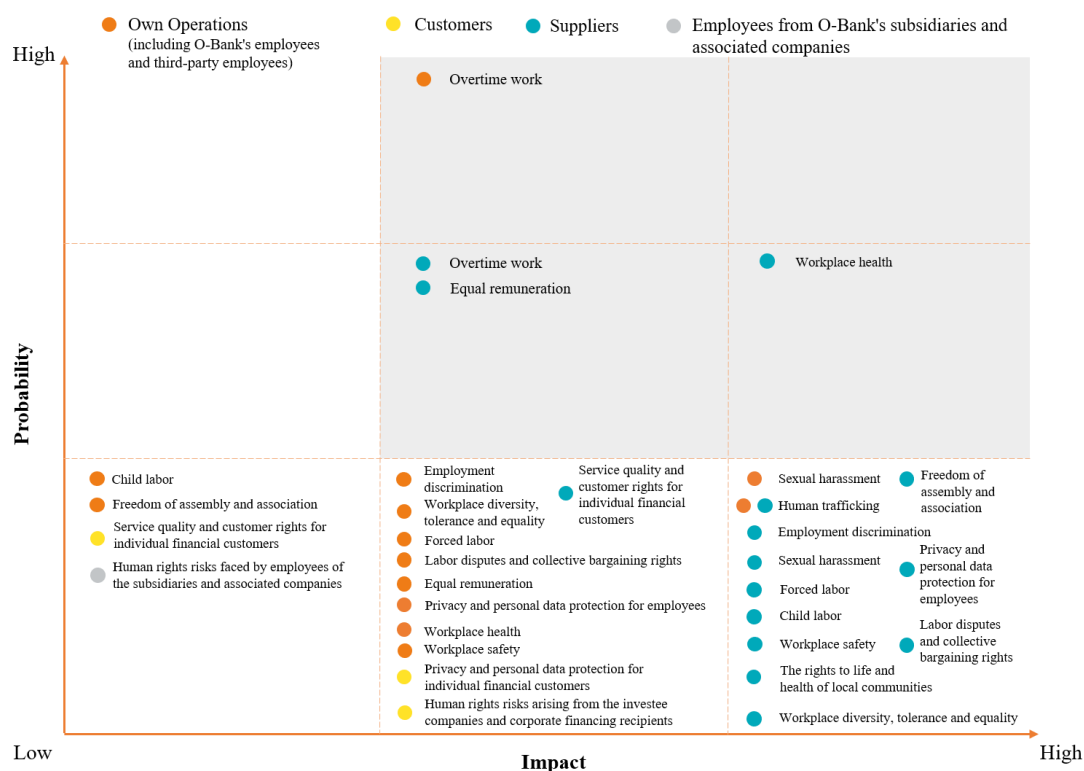 Own Operations
(including O-Bank's employees
and third-party employees)
Customers
Suppliers
Employees from O-Bank's subsidiaries and
associated companies
High
Probability
Overtime work
Overtime work
Equal remuneration
Workplace health
Child labor
Freedom of assembly and association
Service quality and customer rights for
individual financial customers
Human rights risks faced by employees of
the subsidiaries and associated companies
Employment
discrimination
Workplace diversity,
tolerance and equality
Forced labor
Labor disputes and collective bargaining rights
Equal remuneration
Privacy and personal data protection for employees
Workplace health
Workplace safety
Privacy and personal data protection for
individual financial customers
Human rights risks arising from the investee
companies and corporate financing recipients
Service quality and
customer rights for
individual financial
customers
Sexual harassment
Human trafficking
Employment discrimination
Sexual harassment
Forced labor
Child labor
Workplace safety
The rights to life and
health of local communities
Workplace diversity, tolerance and equality
Freedom of
assembly and
association
Privacy and
personal data
protection for
employees
Labor disputes
and collective
bargaining rights
Low
Impact
High